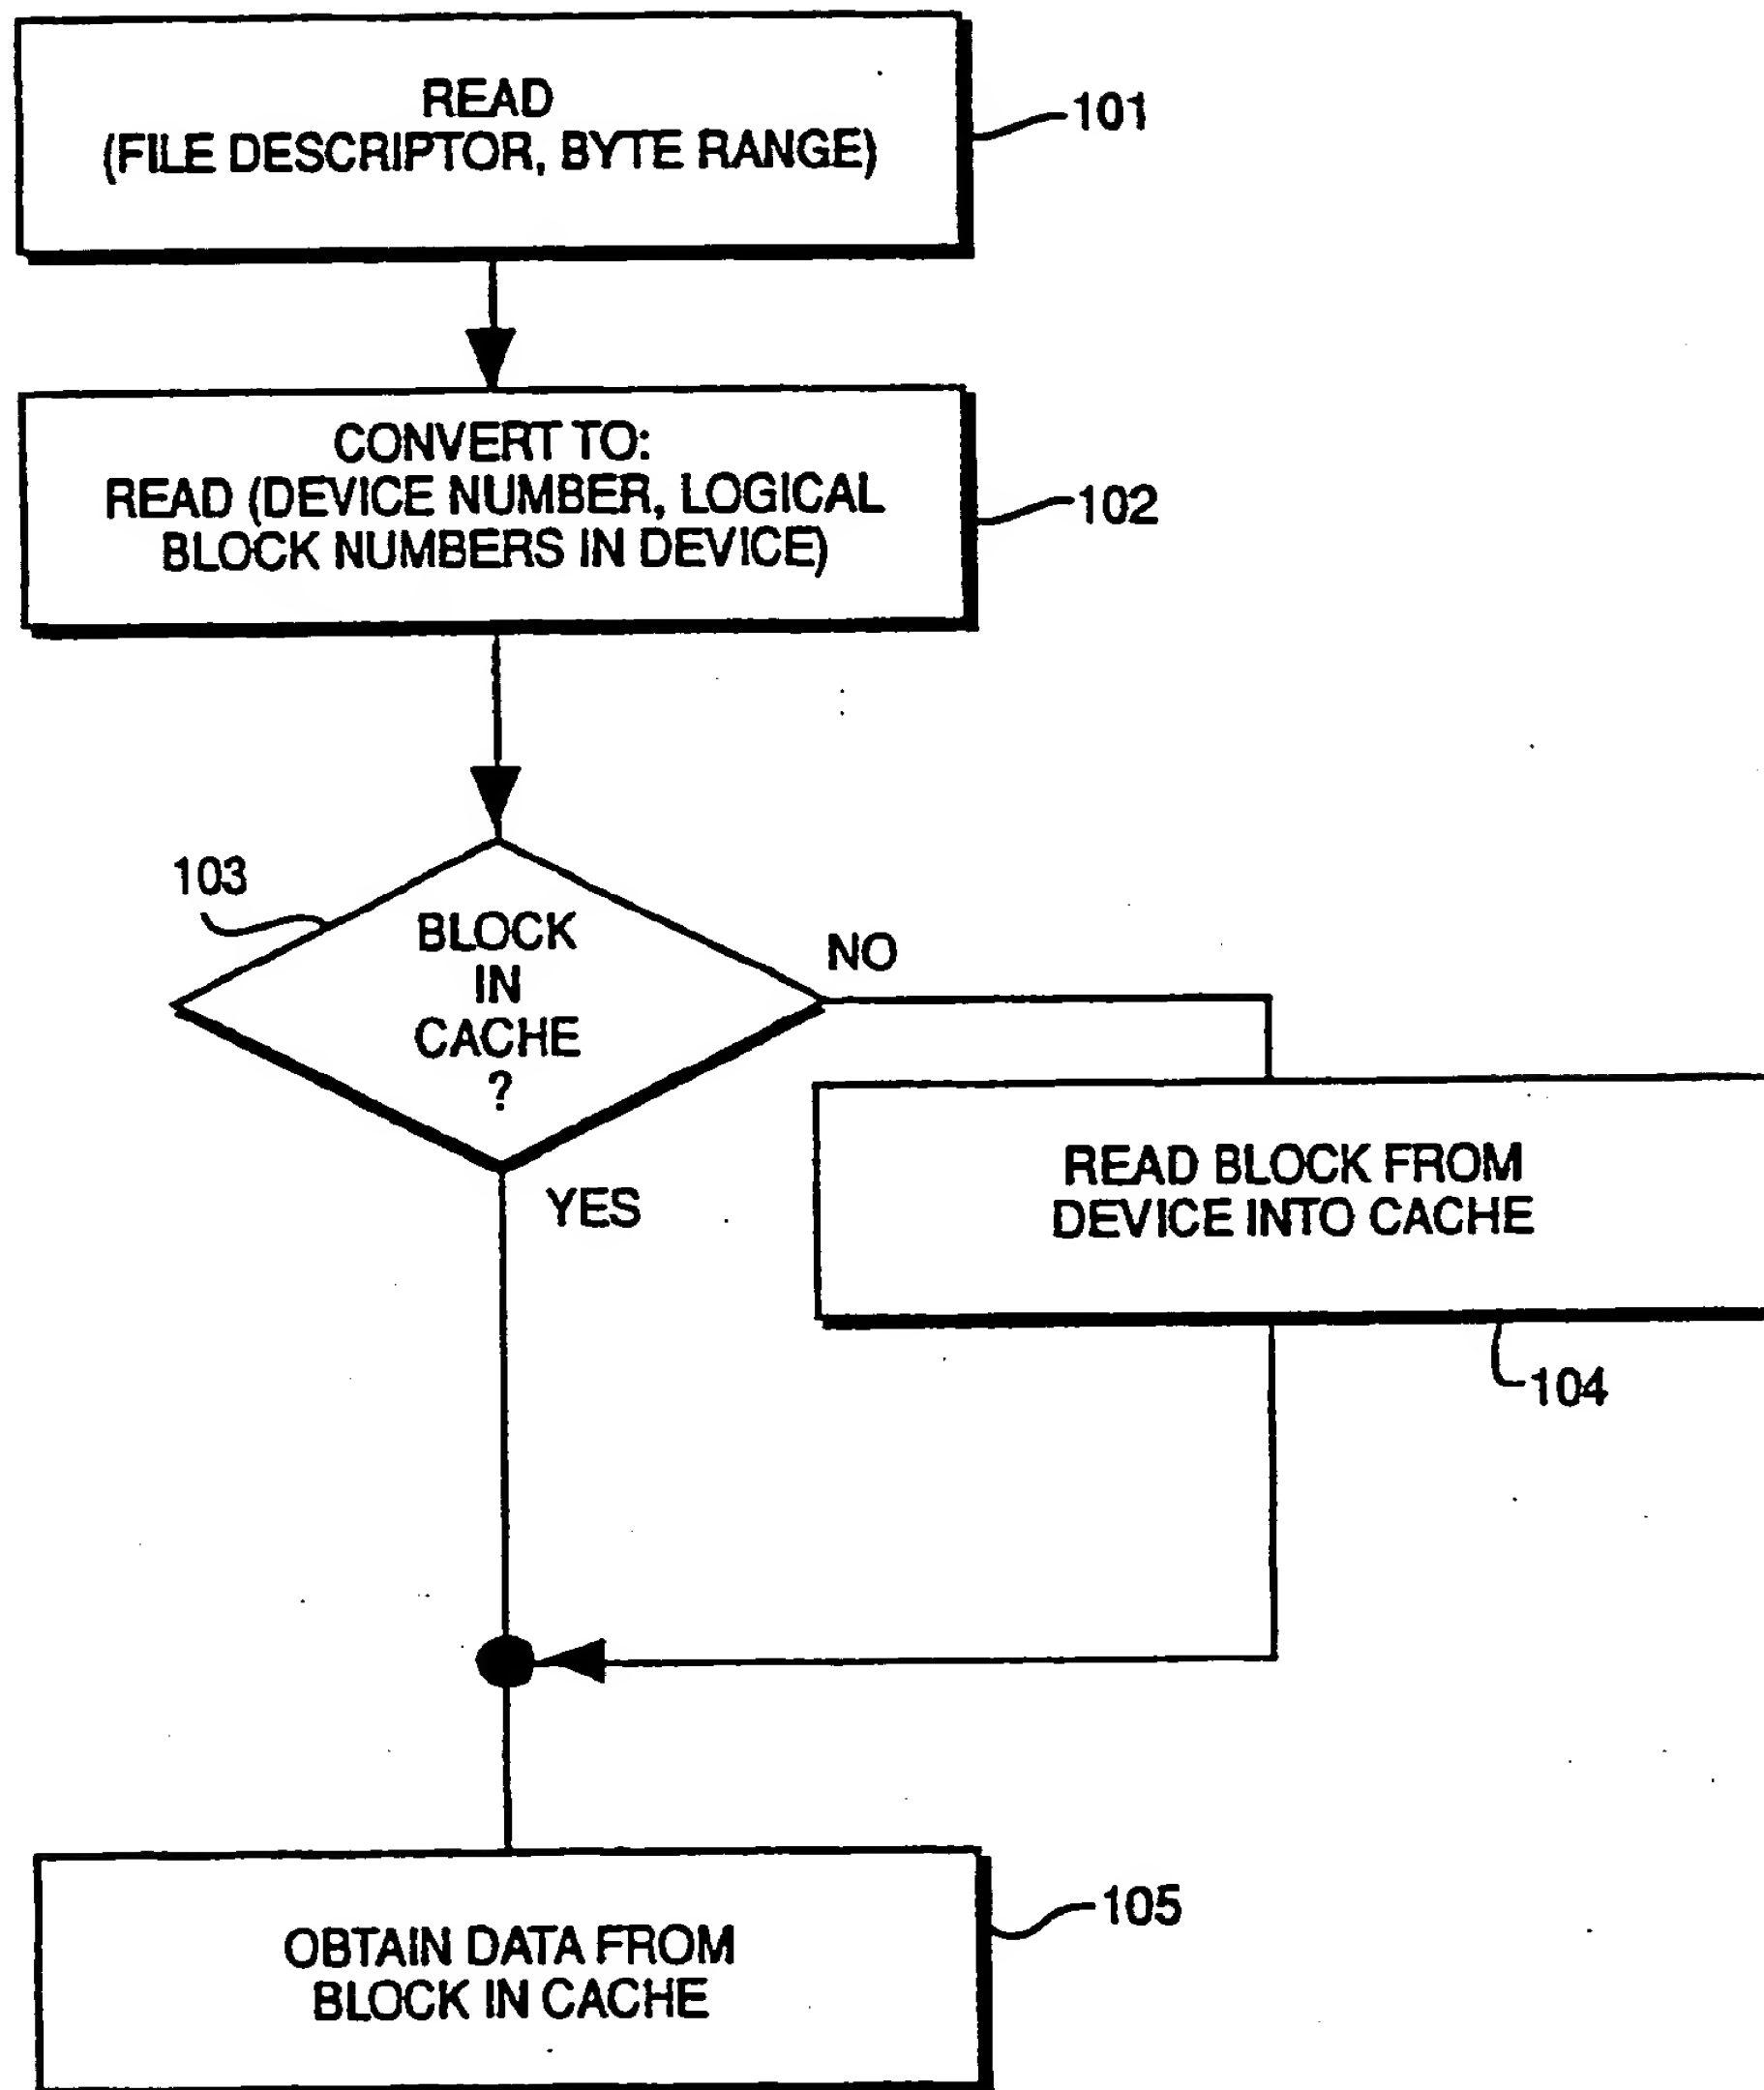 READ
(FILE DESCRIPTOR, BYTE RANGE)
101
CONVERT TO:
READ (DEVICE NUMBER, LOGICAL
BLOCK NUMBERS IN DEVICE)
102
103
BLOCK
IN
CACHE
?
NO
YES
READ BLOCK FROM
DEVICE INTO CACHE
104
OBTAIN DATA FROM
BLOCK IN CACHE
105